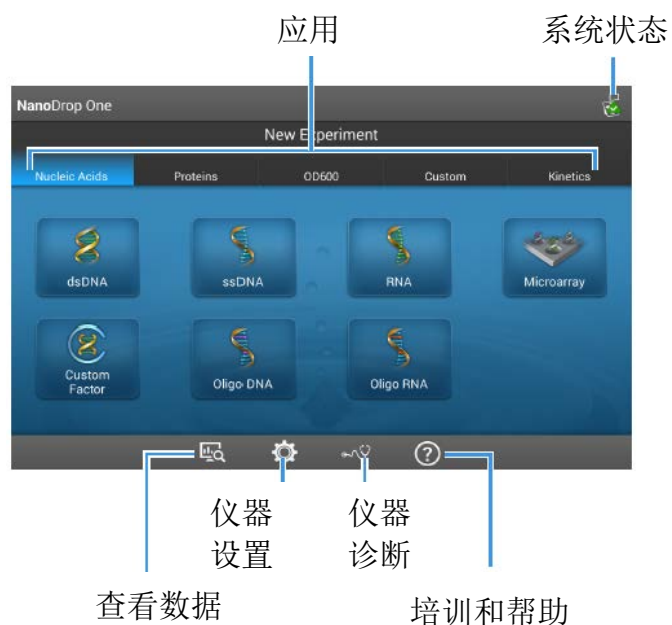 应用
系统状态
NanoDrop One
New Experiment
Nucleic Acids
Proteins
OD600
Custom
Kinetics
dsDNA
ssDNA
RNA
Microarray
Custom
Factor
Oligo DNA
Oligo RNA
?
仪器
设置
仪器
诊断
查看数据
培训和帮助